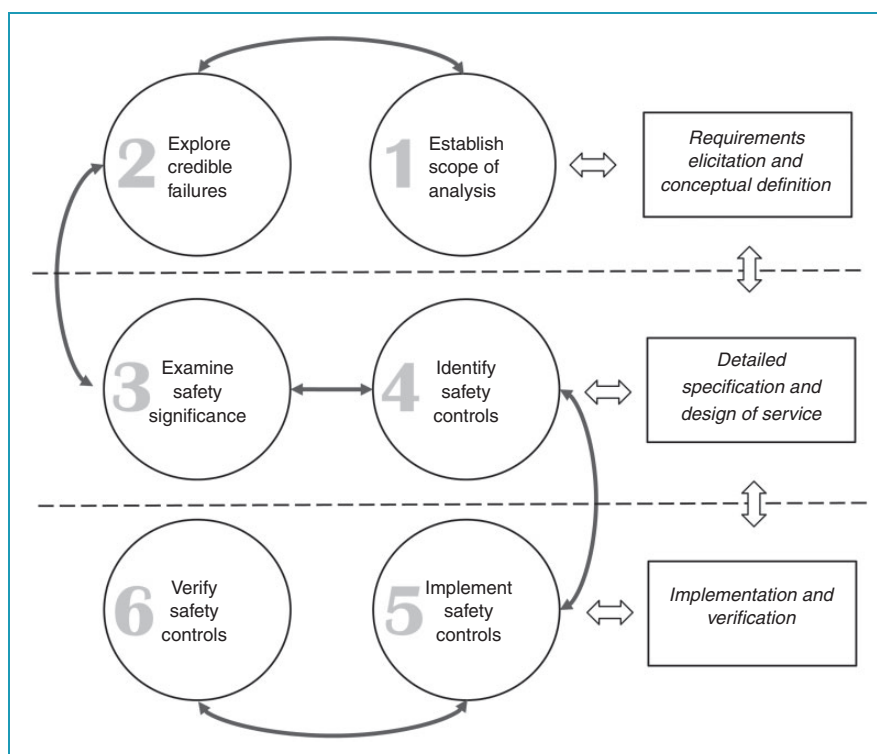 2
Explore
credible
failures
1
Establish
scope of
analysis
Requirements
elicitation and
conceptual definition
3
Examine
safety
significance
4
Identify
safety
controls
Detailed
specification and
design of service
6
Verify
safety
controls
5
Implement
safety
controls
Implementation and
verification